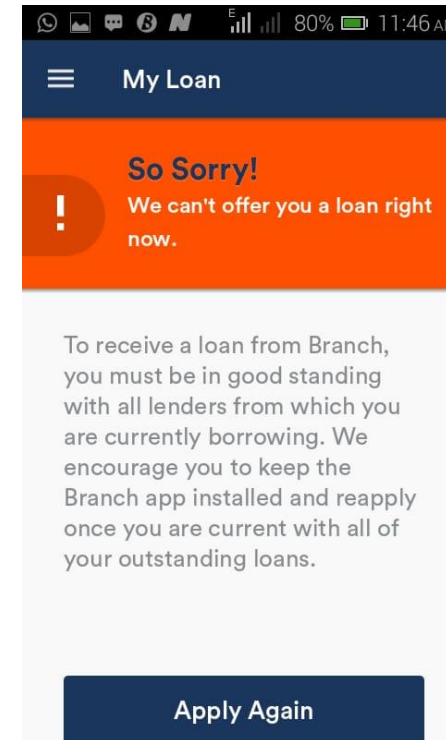 E 80% 11:46 A
My Loan
So Sorry!
! We can't offer you a loan right
now.
To receive a loan from Branch,
you must be in good standing
with all lenders from which you
are currently borrowing. We
encourage you to keep the
Branch app installed and reapply
once you are current with all of
your outstanding loans.
Apply Again